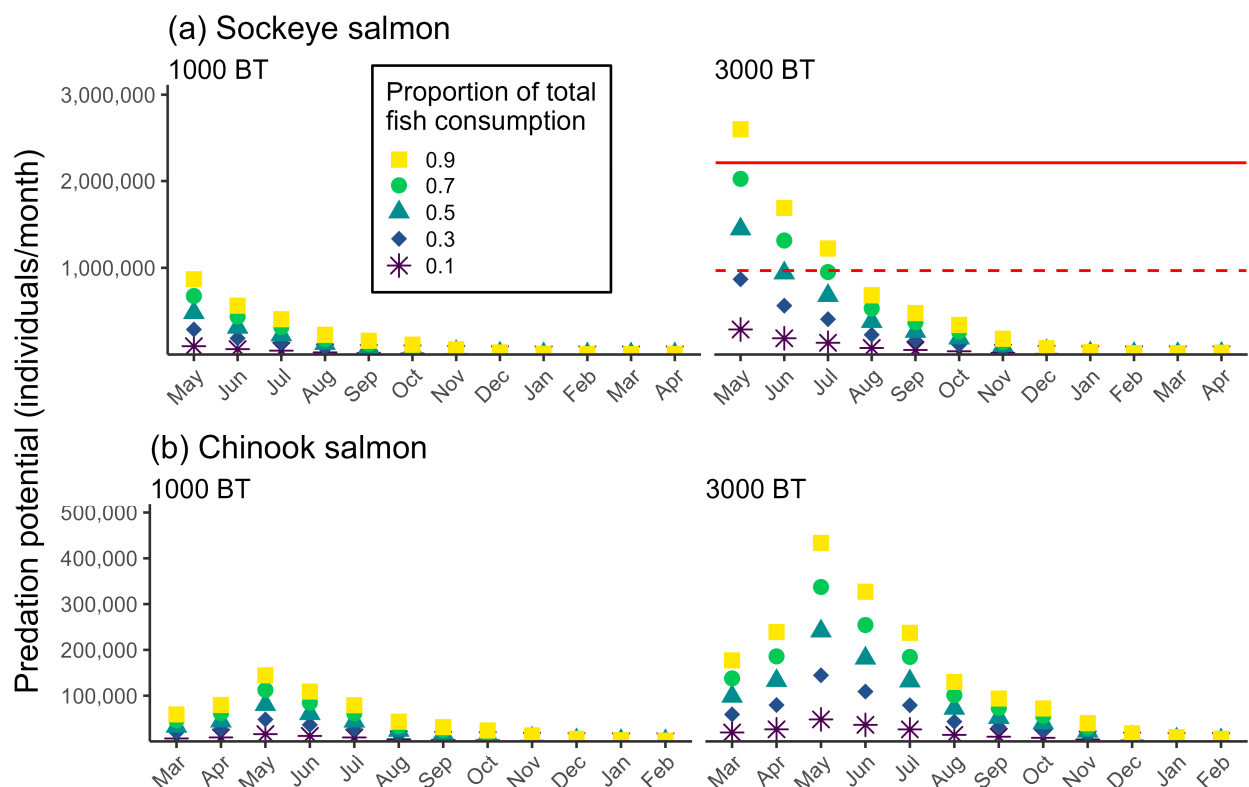 (a) Sockeye salmon
1000 BT
3000 BT
Proportion of total
fish consumption
0.9
0.7
0.5
0.3
0.1
3,000,000
2,000,000
1,000,000
May Jun Jul Aug Sep Oct Nov Dec Jan Feb Mar Apr
May Jun Jul Aug Sep Oct Nov Dec Jan Feb Mar Apr
Predation potential (individuals/month)
(b) Chinook salmon
1000 BT
3000 BT
500,000
400,000
300,000
200,000
100,000
Mar Apr May Jun Jul Aug Sep Oct Nov Dec Jan Feb
Mar Apr May Jun Jul Aug Sep Oct Nov Dec Jan Feb